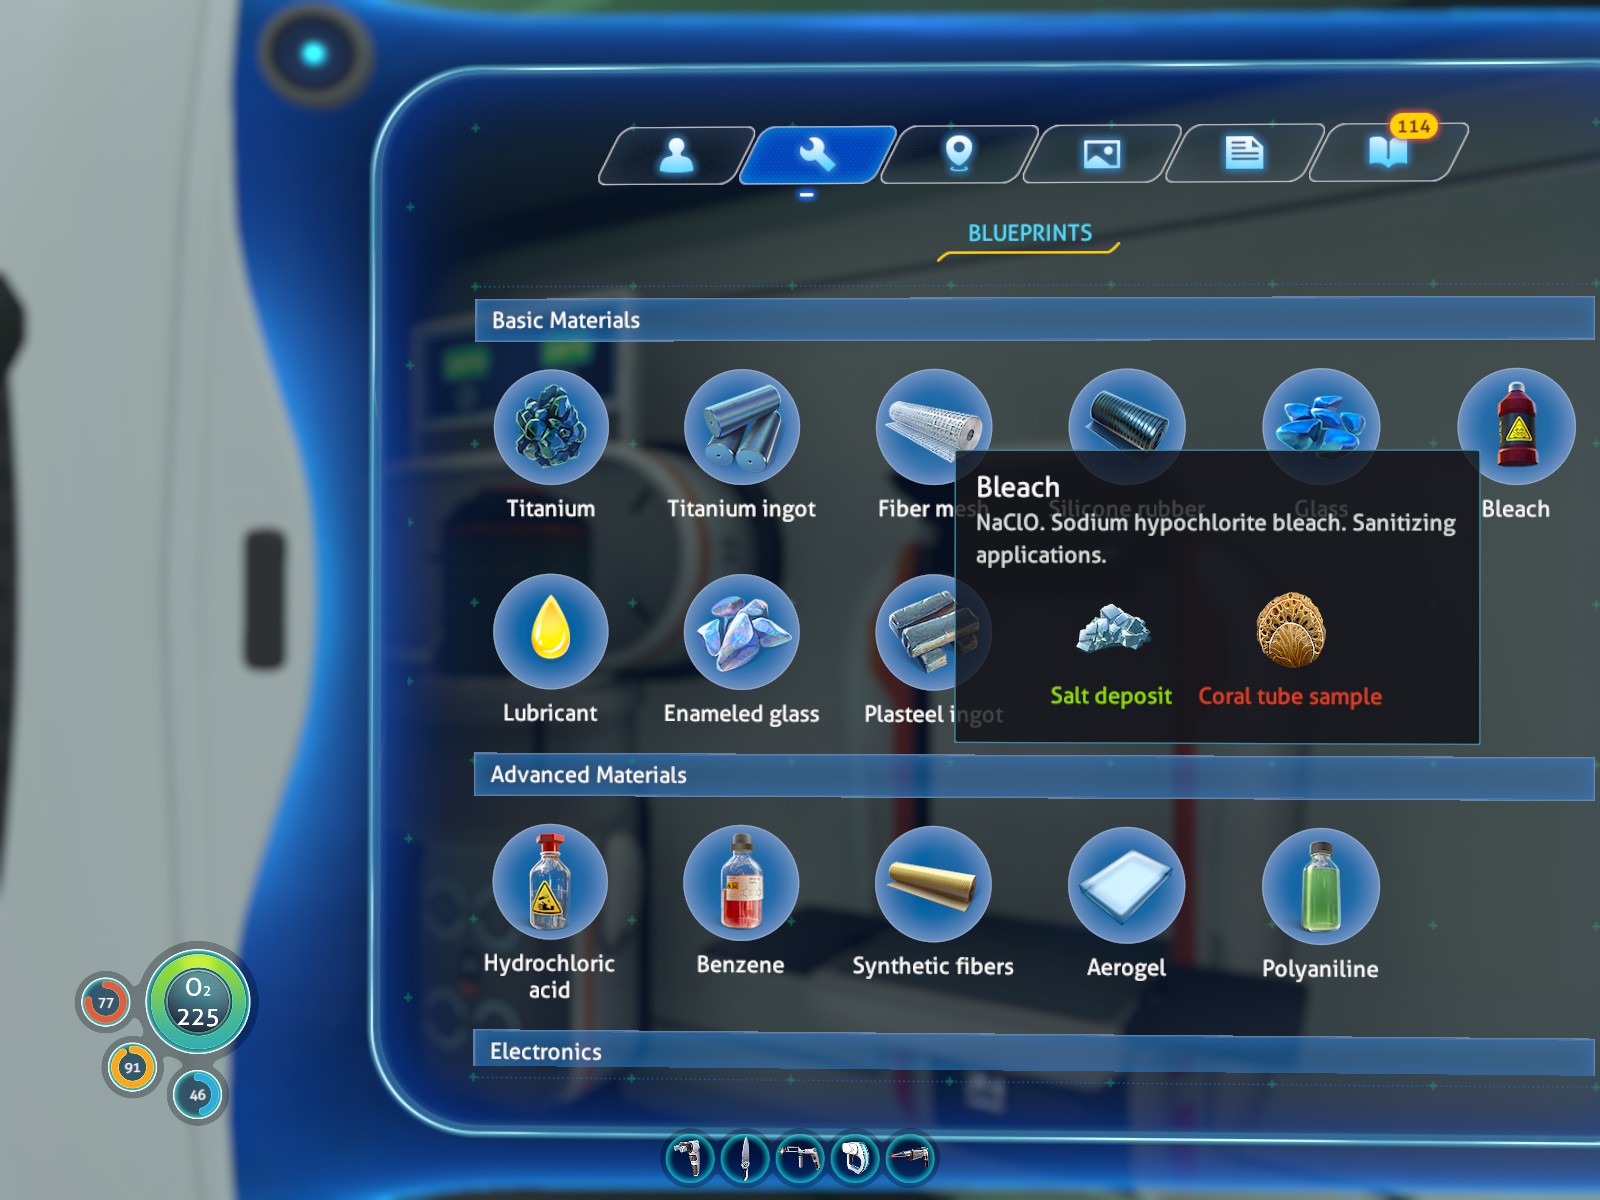 114
BLUEPRINTS
Basic Materials
Titanium
Titanium ingot
Fiber mesh
Silicone rubber
Glass
Bleach
Bleach
NaClO. Sodium hypochlorite bleach. Sanitizing
applications.
Salt deposit
Coral tube sample
Lubricant
Enameled glass
Plasteel ingot
Advanced Materials
Hydrochloric
acid
Benzene
Synthetic fibers
Aerogel
Polyaniline
Electronics
O₂
225
77
91
46